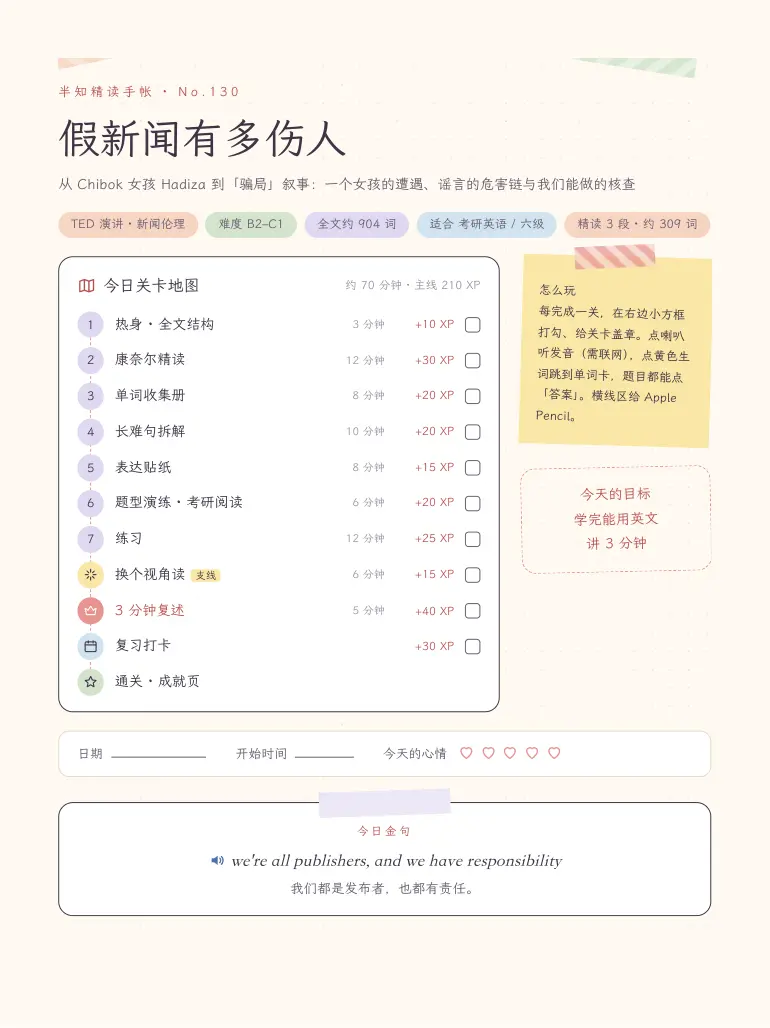 半知精读手帐 · No.130
假新闻有多伤人
从 Chibok 女孩 Hadiza 到「骗局」叙事：一个女孩的遭遇、谣言的危害链与我们能做的核查
TED 演讲·新闻伦理 难度 B2–C1 全文约 904 词 适合 考研英语 / 六级 精读 3 段·约 309 词
今日关卡地图 约 70 分钟·主线 210 XP
1 热身·全文结构 3 分钟 +10 XP
2 康奈尔精读 12 分钟 +30 XP
3 单词收集册 8 分钟 +20 XP
4 长难句拆解 10 分钟 +20 XP
5 表达贴纸 8 分钟 +15 XP
6 题型演练·考研阅读 6 分钟 +20 XP
7 练习 12 分钟 +25 XP
换个视角读 支线 6 分钟 +15 XP
3 分钟复述 5 分钟 +40 XP
复习打卡 +30 XP
通关·成就页
怎么玩
每完成一关，在右边小方框
打勾、给关卡盖章。点喇叭
听发音（需联网），点黄色生
词跳到单词卡，题目都能点
「答案」。横线区给 Apple
Pencil。
今天的目标
学完能用英文
讲 3 分钟
日期 开始时间 今天的心情
今日金句
we're all publishers, and we have responsibility
我们都是发布者，也都有责任。